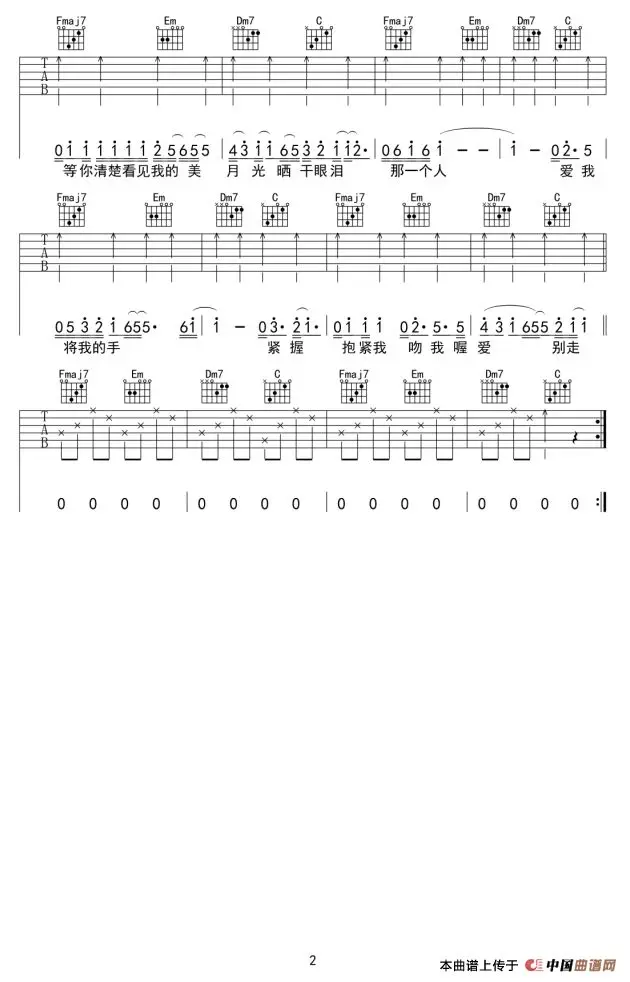 Fmaj7 Em Dm7 C Fmaj7 Em Dm7 C
T A B
0 1 1 1 1 1 1 1 2 5 6 5 5 | 4 3 1 1 6 5 3 2 1 1 2· | 0 6 1 6 1 – – | 1 – 0 2· 5
等你清楚看见我的美 月光晒干眼泪 那一个人 爱我
Fmaj7 Em Dm7 C Fmaj7 Em Dm7 C
T A B
0 5 3 2 1 6 5 5· 6 1 | 1 – 0 3· 2 1· | 0 1 1 1 0 2· 5· 5 | 4 3 1 6 5 5 2 1 1
将我的手 紧握 抱紧我 吻我喔爱 别走
Fmaj7 Em Dm7 C Fmaj7 Em Dm7 C
T A B
0 0 0 0 | 0 0 0 0 | 0 0 0 0 | 0 0 0 0 :
2
本曲谱上传于 中国曲谱网